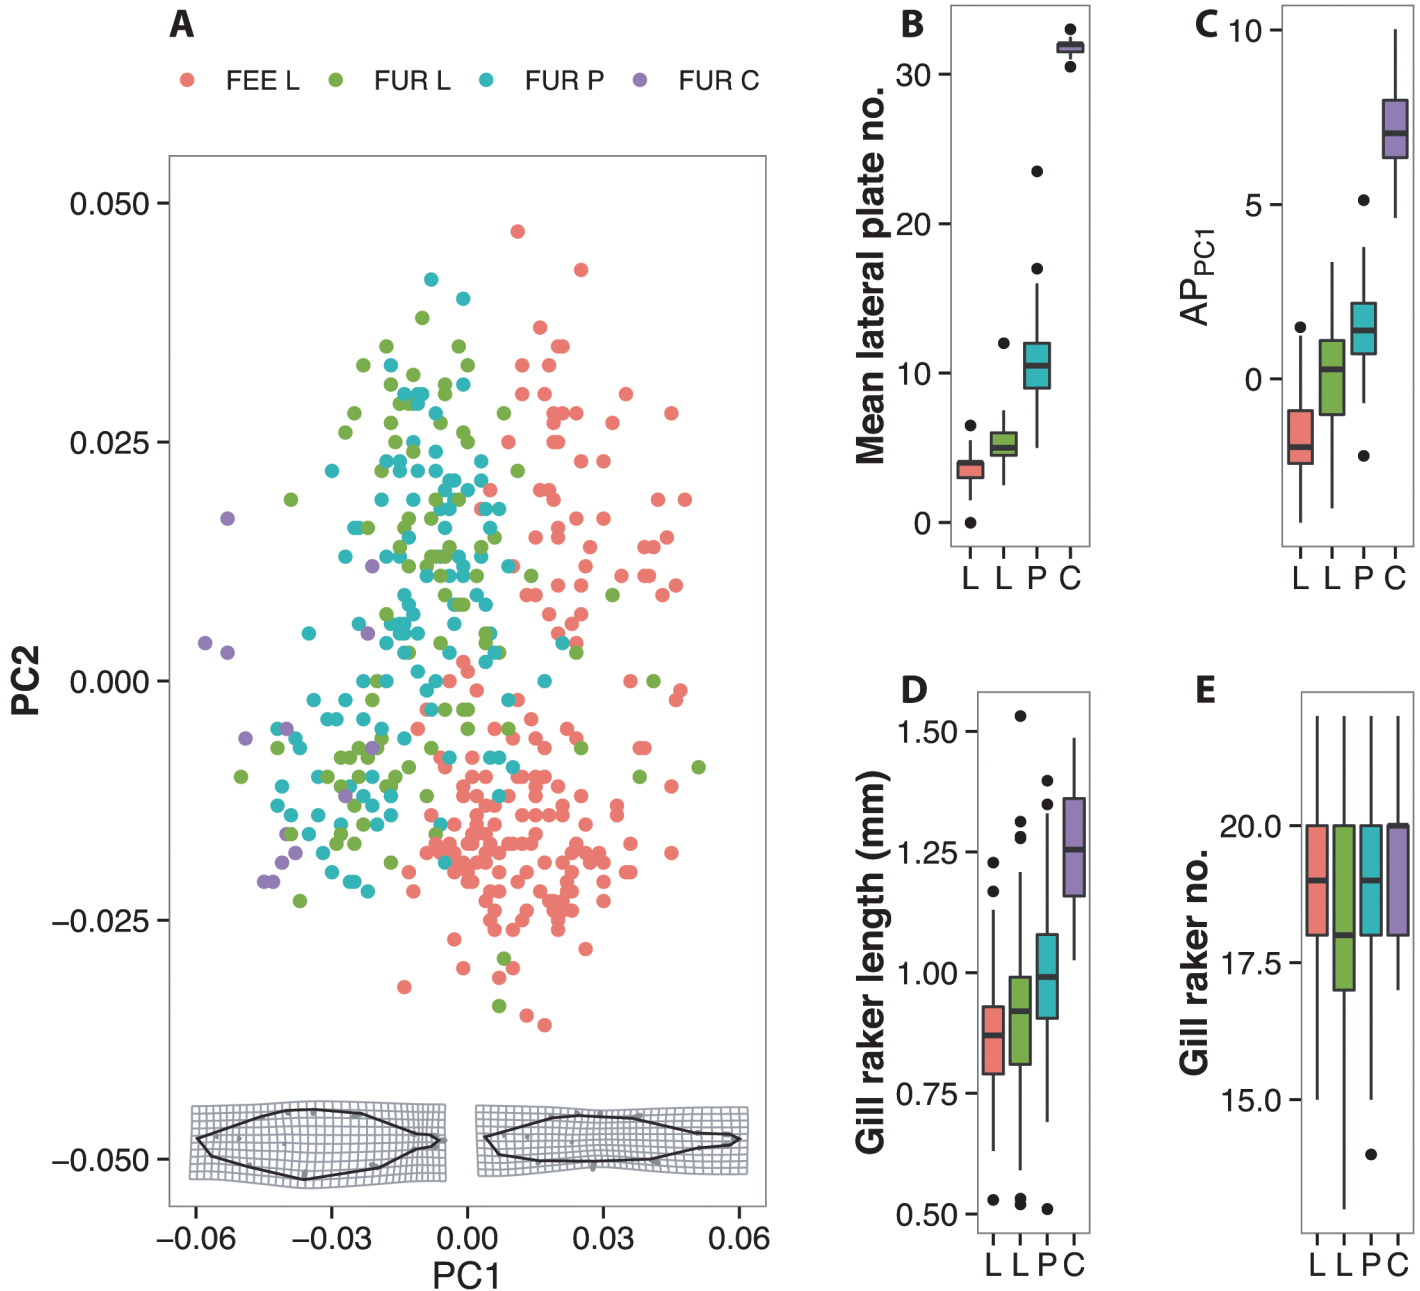 A
FEE L FUR L FUR P FUR C
PC2
0.050
0.025
0.000
−0.025
−0.050
−0.06 −0.03 0.00 0.03 0.06
PC1
B
Mean lateral plate no.
30
20
10
0
L L P C
C
AP PC1
10
5
0
L L P C
D
Gill raker length (mm)
1.50
1.25
1.00
0.75
0.50
L L P C
E
Gill raker no.
20.0
17.5
15.0
L L P C